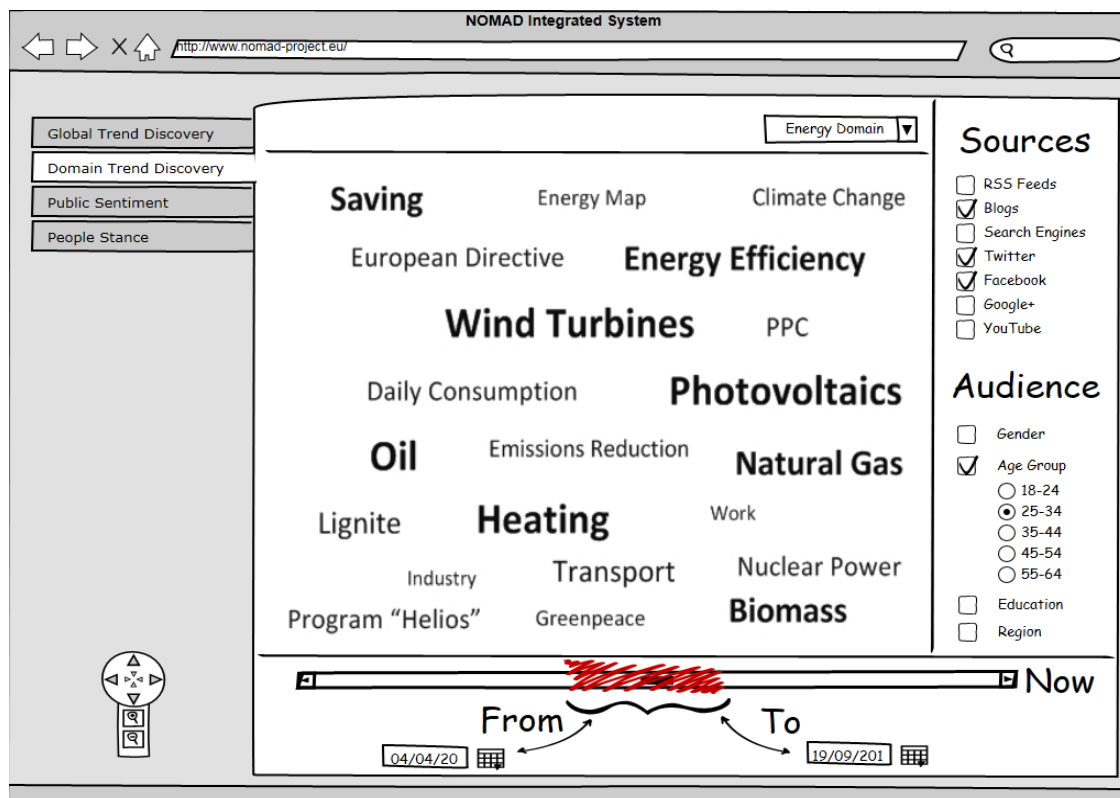 NOMAD Integrated System
http://www.nomad-project.eu/
Global Trend Discovery
Domain Trend Discovery
Public Sentiment
People Stance
Energy Domain
Saving Energy Map Climate Change
European Directive Energy Efficiency
Wind Turbines PPC
Daily Consumption Photovoltaics
Oil Emissions Reduction Natural Gas
Lignite Heating Work
Industry Transport Nuclear Power
Program “Helios” Greenpeace Biomass
Sources
RSS Feeds
Blogs
Search Engines
Twitter
Facebook
Google+
YouTube
Audience
Gender
Age Group
18-24
25-34
35-44
45-54
55-64
Education
Region
Now
From To
04/04/20 19/09/201